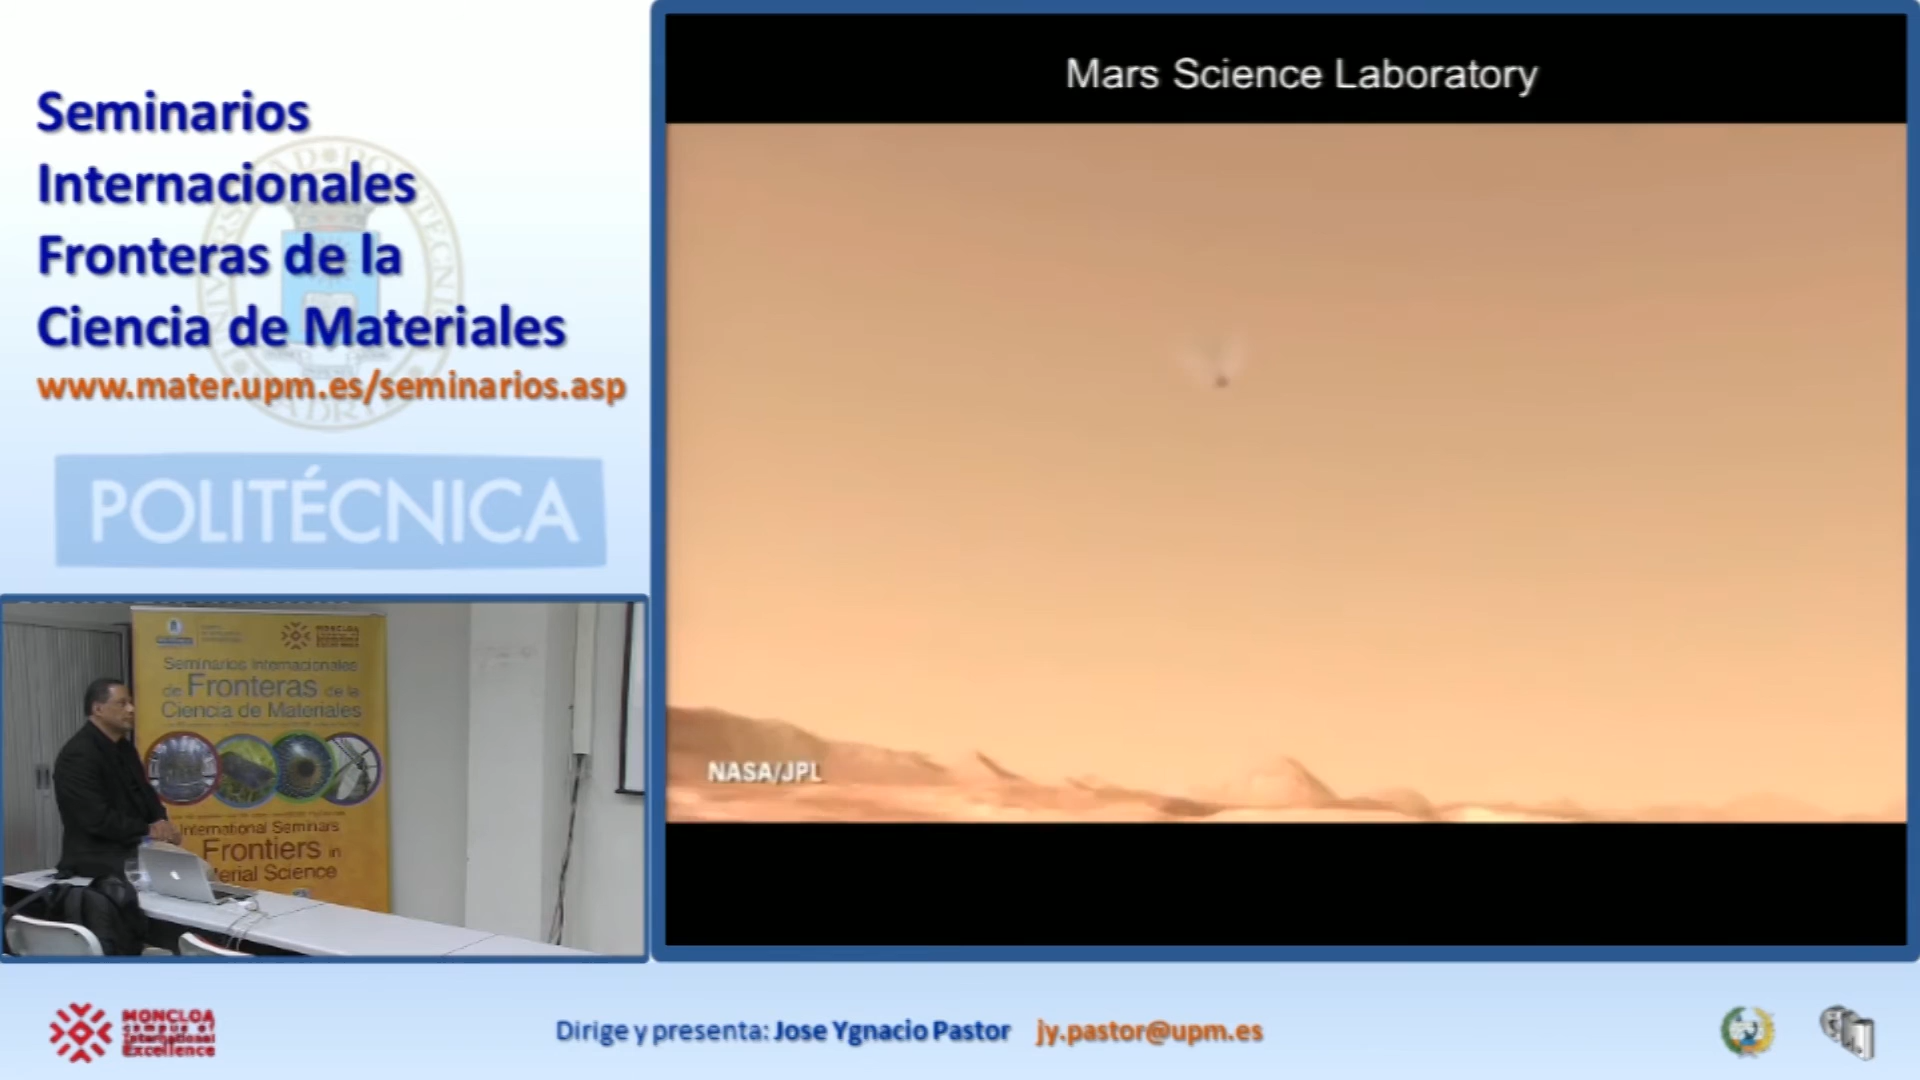 Seminarios
Internacionales
Fronteras de la
Ciencia de Materiales
www.mater.upm.es/seminarios.asp
POLITÉCNICA
Mars Science Laboratory
NASA/JPL
MONCLOA
Seminarios Internacionales
de Fronteras de la
Ciencia de Materiales
International Seminars
Frontiers in
Science
MONCLOA
campus of
International
Excellence
Dirige y presenta: Jose Ygnacio Pastor jy.pastor@upm.es